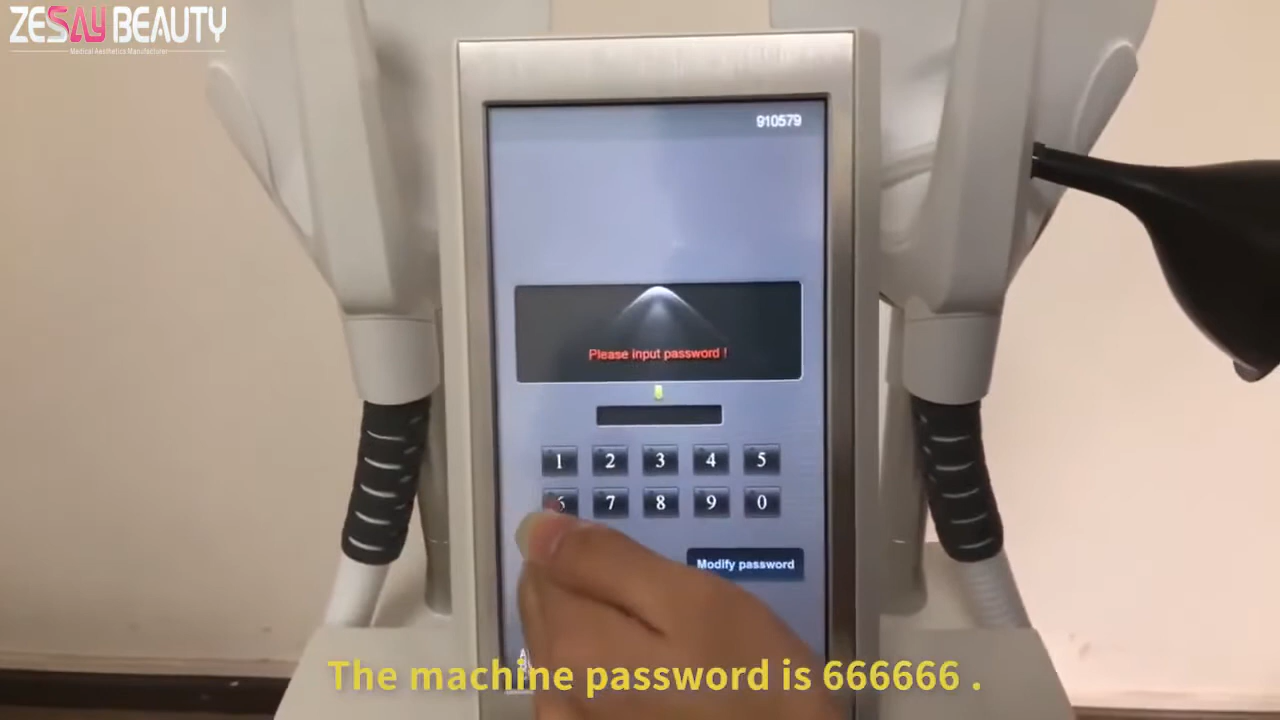 ZESAY BEAUTY
Medical Aesthetics Manufacturer
910579
Please input password !
1 2 3 4 5
6 7 8 9 0
Modify password
The machine password is 666666 .